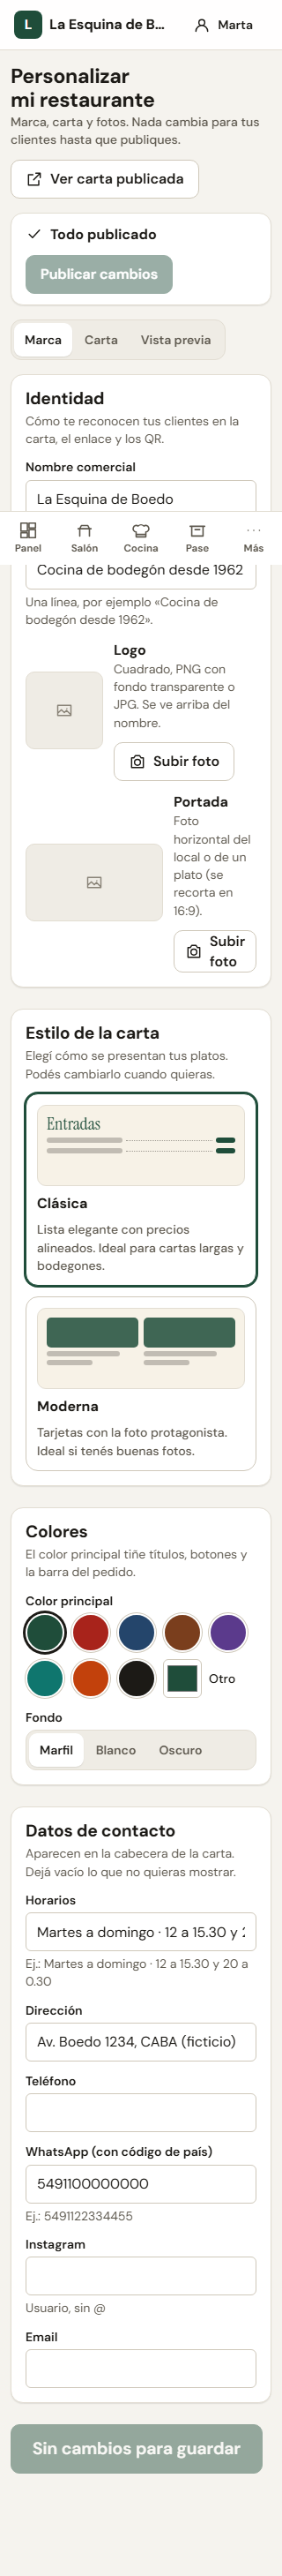 L La Esquina de B... Marta
Personalizar
mi restaurante
Marca, carta y fotos. Nada cambia para tus
clientes hasta que publiques.
Ver carta publicada
Todo publicado
Publicar cambios
Marca Carta Vista previa
Identidad
Cómo te reconocen tus clientes en la
carta, el enlace y los QR.
Nombre comercial
La Esquina de Boedo
Panel Salón Cocina Pase Más
Cocina de bodegón desde 1962
Una línea, por ejemplo «Cocina de
bodegón desde 1962».
Logo
Cuadrado, PNG con
fondo transparente o
JPG. Se ve arriba del
nombre.
Subir foto
Portada
Foto
horizontal del
local o de un
plato (se
recorta en
16:9).
Subir
foto
Estilo de la carta
Elegí cómo se presentan tus platos.
Podés cambiarlo cuando quieras.
Entradas
Clásica
Lista elegante con precios
alineados. Ideal para cartas largas y
bodegones.
Moderna
Tarjetas con la foto protagonista.
Ideal si tenés buenas fotos.
Colores
El color principal tiñe títulos, botones y
la barra del pedido.
Color principal
Otro
Fondo
Marfil Blanco Oscuro
Datos de contacto
Aparecen en la cabecera de la carta.
Dejá vacío lo que no quieras mostrar.
Horarios
Martes a domingo · 12 a 15.30 y
Ej.: Martes a domingo · 12 a 15.30 y 20 a
0.30
Dirección
Av. Boedo 1234, CABA (ficticio)
Teléfono
WhatsApp (con código de país)
5491100000000
Ej.: 5491122334455
Instagram
Usuario, sin @
Email
Sin cambios para guardar